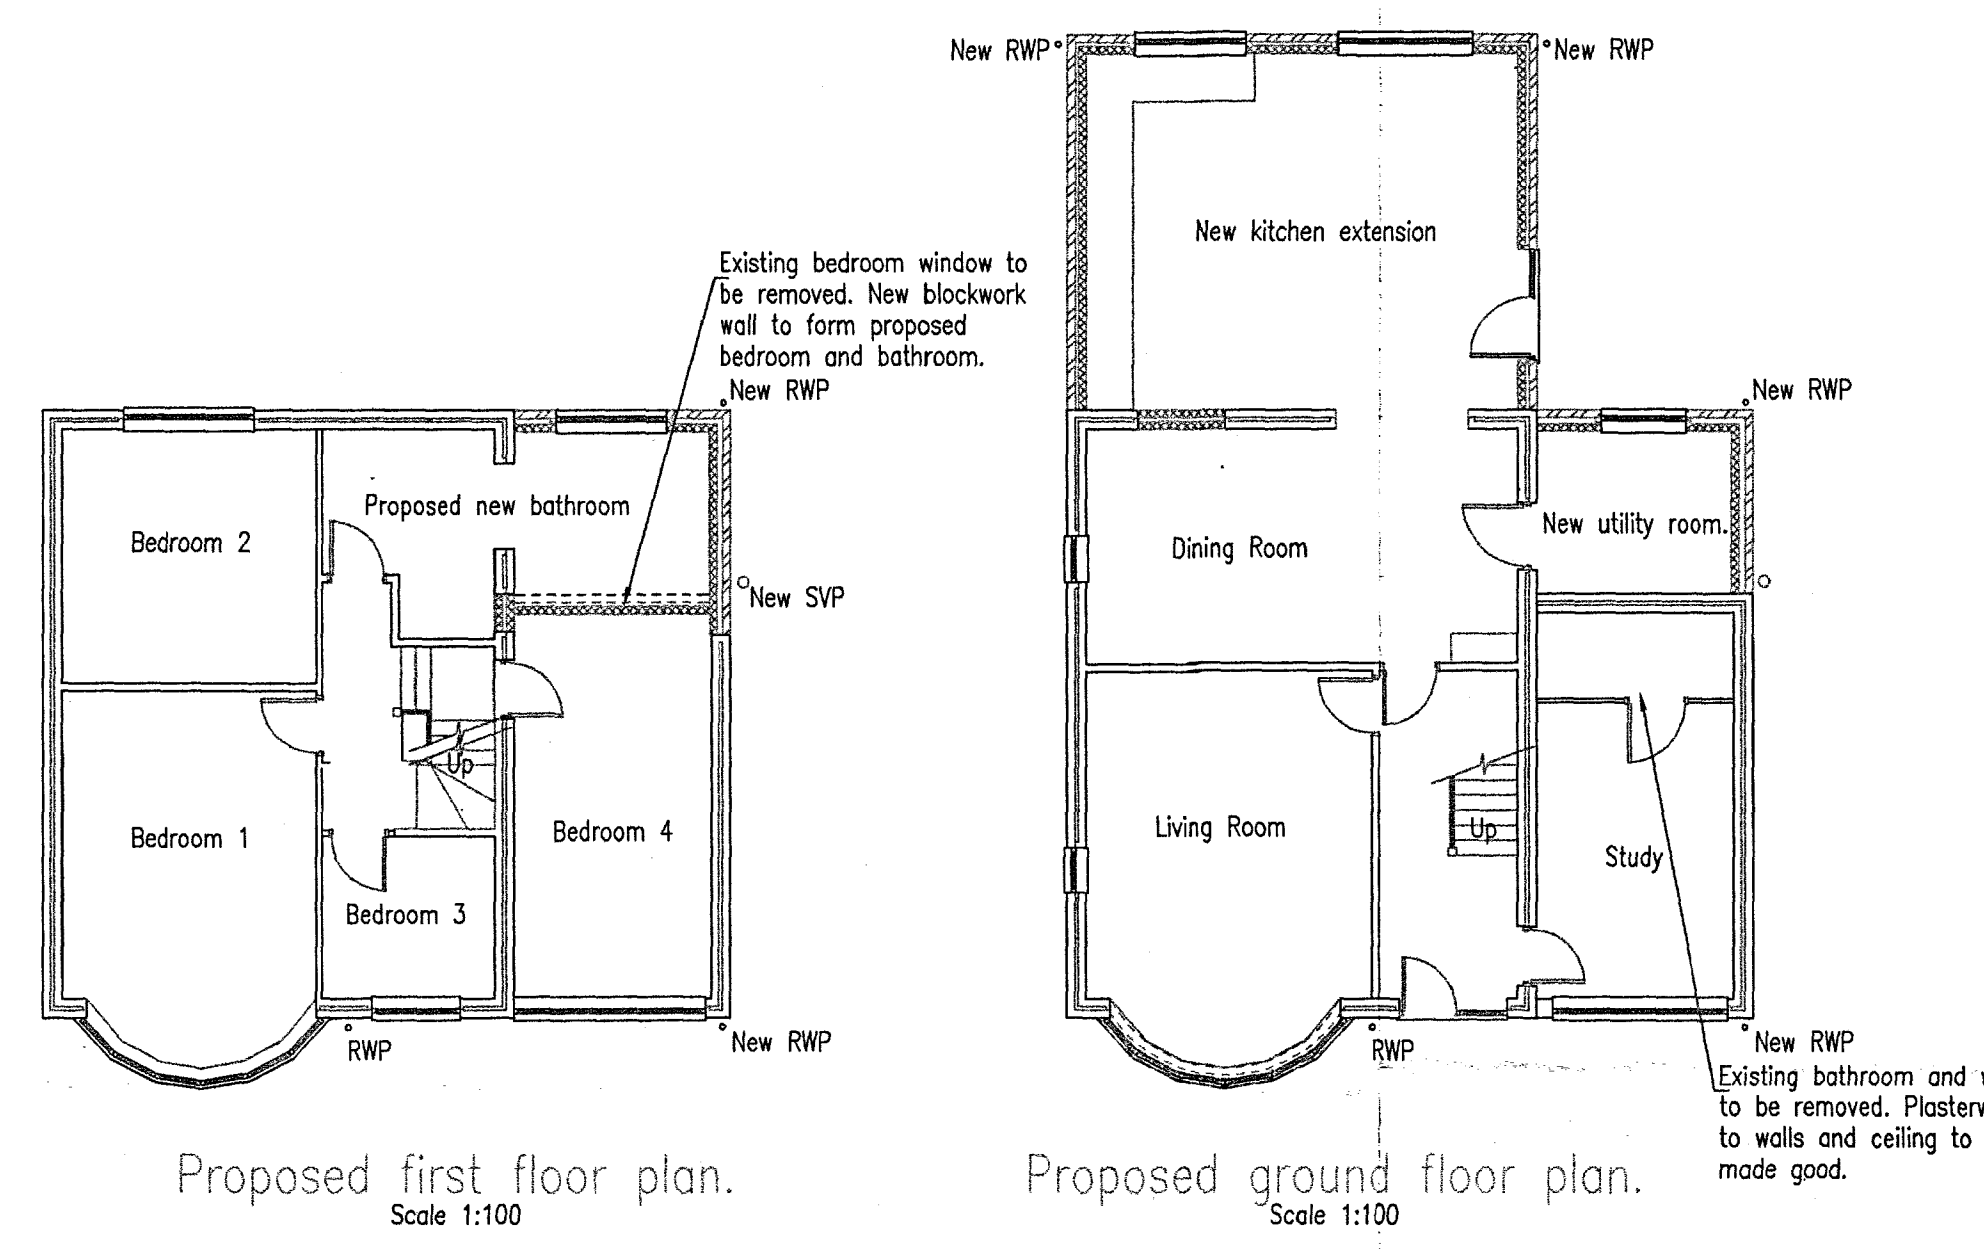 New RWP
New RWP
New kitchen extension
Existing bedroom window to
be removed. New blockwork
wall to form proposed
bedroom and bathroom.
New RWP
New RWP
Proposed new bathroom
Bedroom 2
New utility room.
Dining Room
New SVP
Up
Bedroom 1
Bedroom 4
Living Room
Up
Study
Bedroom 3
RWP
New RWP
RWP
New RWP
Existing bathroom and
to be removed.
to walls and ceiling to
made good.
Proposed first floor plan.
Scale 1:100
Proposed ground floor plan.
Scale 1:100